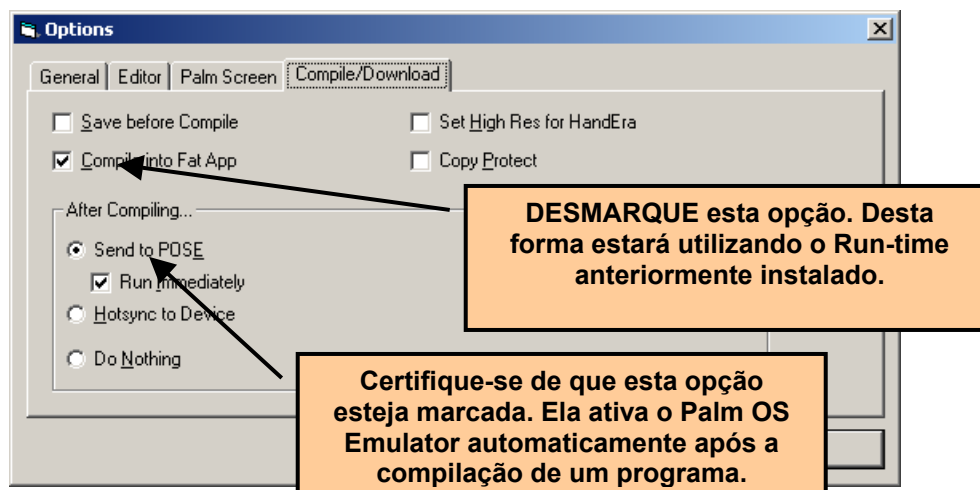 Options
General
Editor
Palm Screen
Compile/Download
Save before Compile
Set High Res for HandEra
Compile into Fat App
Copy Protect
After Compiling...
Send to POSE
Run Immediately
Hotsync to Device
Do Nothing
DESMARQUE esta opção. Desta
forma estará utilizando o Run-time
anteriormente instalado.
Certifique-se de que esta opção
esteja marcada. Ela ativa o Palm OS
Emulator automaticamente após a
compilação de um programa.